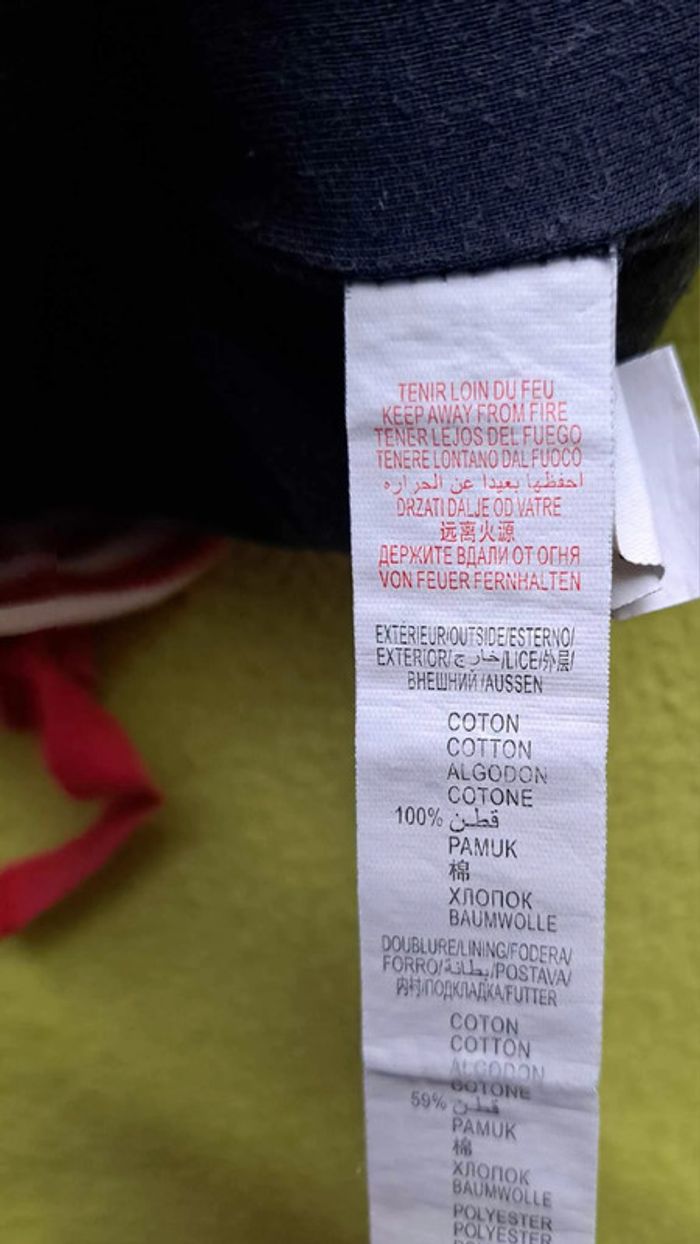 TENIR LOIN DU FEU
KEEP AWAY FROM FIRE
TENER LEJOS DEL FUEGO
TENERE LONTANO DAL FUOCO
احفظها بعيدا عن الحراره
DRZATI DALJE OD VATRE
远离火源
ДЕРЖИТЕ ВДАЛИ ОТ ОГНЯ
VON FEUER FERNHALTEN
EXTÉRIEUR/OUTSIDE/ESTERNO/
EXTERIOR/خارج/LICE/外层/
ВНЕШНИЙ/AUSSEN
COTON
COTTON
ALGODON
COTONE
100% قطن
PAMUK
棉
ХЛОПОК
BAUMWOLLE
DOUBLURE/LINING/FODERA/
FORRO/بطانة/POSTAVA/
内村/ПОДКЛАДКА/FUTTER
COTON
COTTON
ALGODON
COTONE
59% قطن
PAMUK
棉
ХЛОПОК
BAUMWOLLE
POLYESTER
POLYESTER